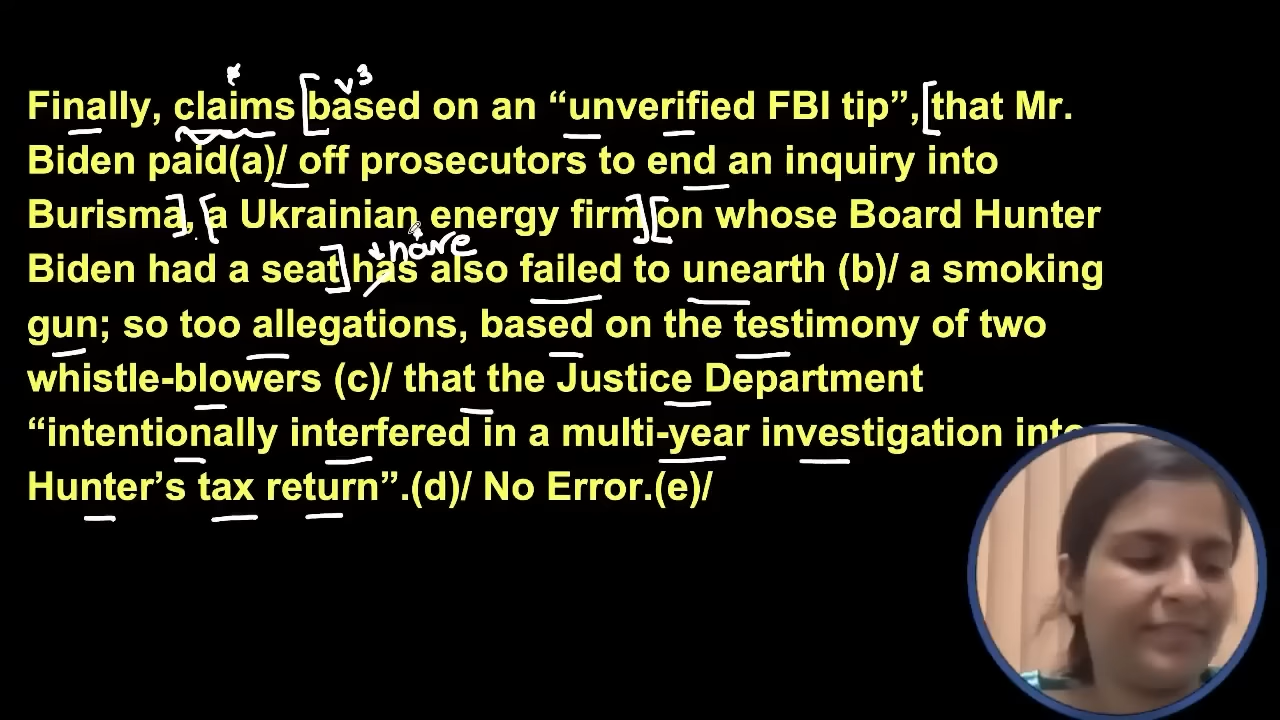 v3
Finally, claims [based on an “unverified FBI tip”, [that Mr.
Biden paid(a)/ off prosecutors to end an inquiry into
Burisma], [a Ukrainian energy firm] [on whose Board Hunter
have
Biden had a seat] has also failed to unearth (b)/ a smoking
gun; so too allegations, based on the testimony of two
whistle-blowers (c)/ that the Justice Department
“intentionally interfered in a multi-year investigation into
Hunter’s tax return”.(d)/ No Error.(e)/